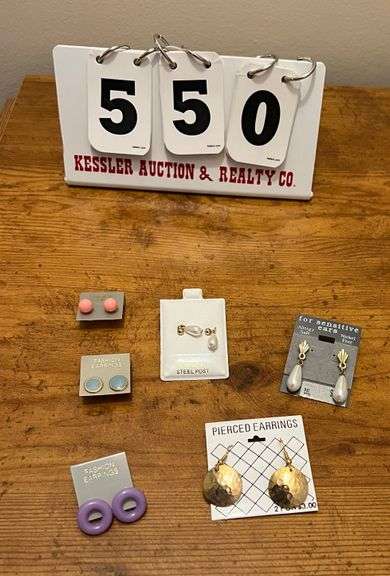 550
KESSLER AUCTION & REALTY CO.
for sensitive
ears
STEEL POST
FASHION
EARRINGS
PIERCED EARRINGS
FASHION
EARRINGS